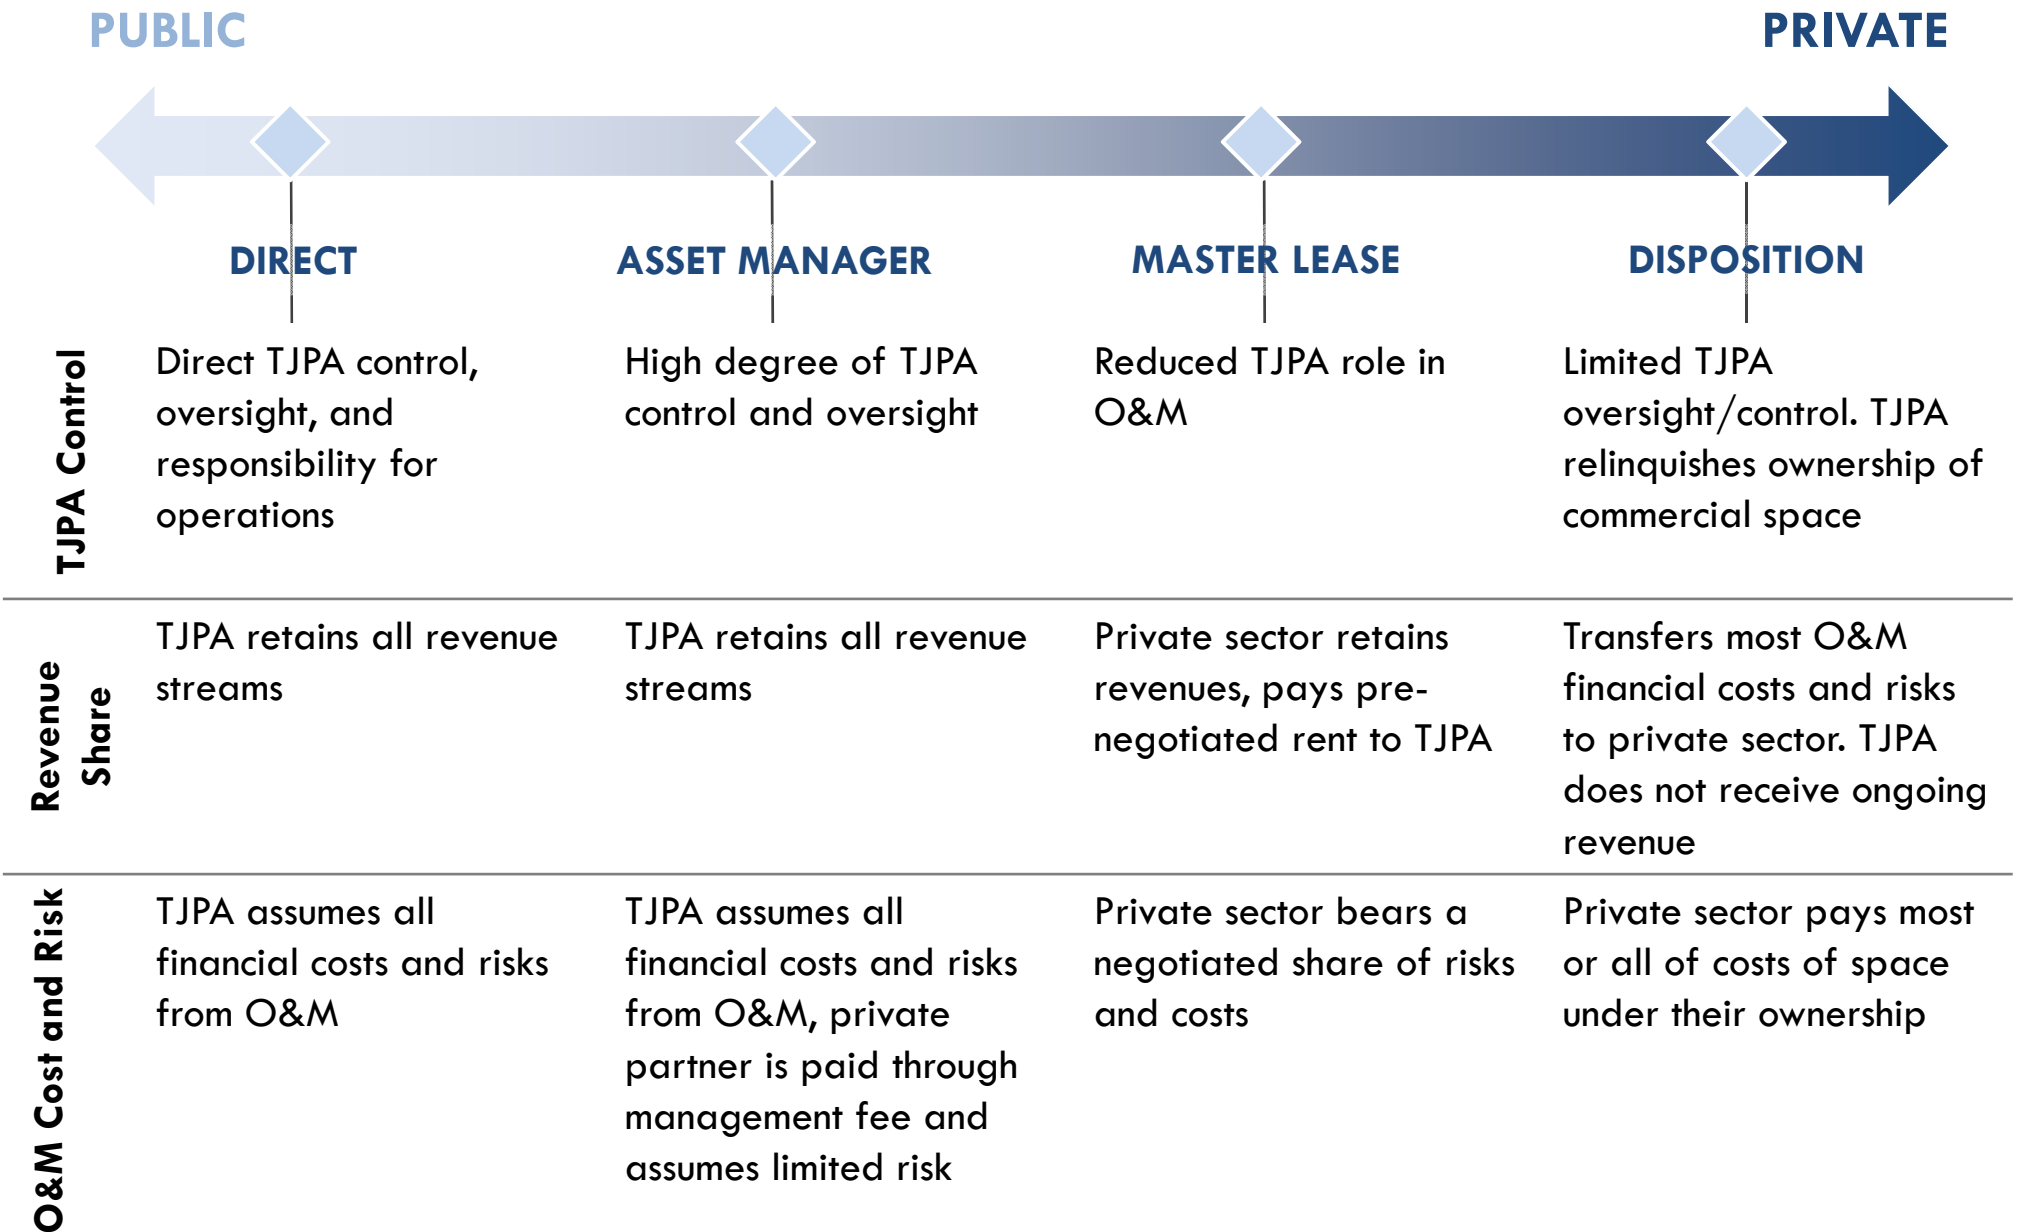 PUBLIC
PRIVATE
DIRECT
ASSET MANAGER
MASTER LEASE
DISPOSITION
TJPA Control
Direct TJPA control,
oversight, and
responsibility for
operations
High degree of TJPA
control and oversight
Reduced TJPA role in
O&M
Limited TJPA
oversight/control. TJPA
relinquishes ownership of
commercial space
Revenue
Share
TJPA retains all revenue
streams
TJPA retains all revenue
streams
Private sector retains
revenues, pays pre-
negotiated rent to TJPA
Transfers most O&M
financial costs and risks
to private sector. TJPA
does not receive ongoing
revenue
O&M Cost and Risk
TJPA assumes all
financial costs and risks
from O&M
TJPA assumes all
financial costs and risks
from O&M, private
partner is paid through
management fee and
assumes limited risk
Private sector bears a
negotiated share of risks
and costs
Private sector pays most
or all of costs of space
under their ownership